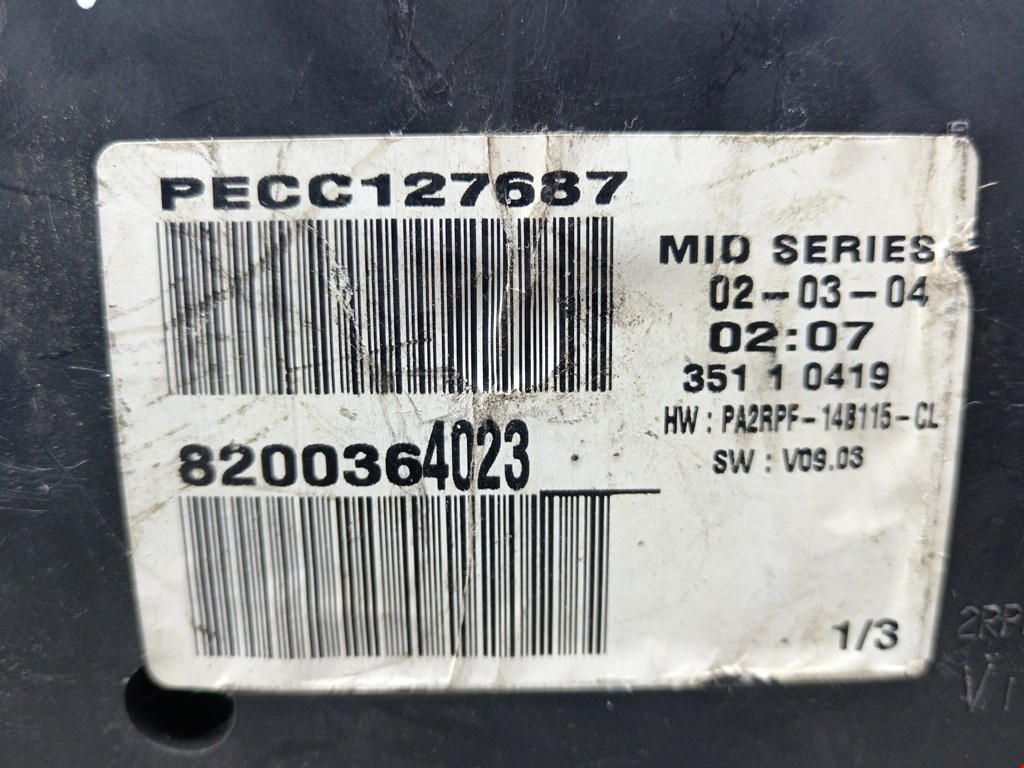 PECC127687
MID SERIES
02-03-04
02:07
351 1 0419
HW : PA2RPF-14B115-CL
SW : V09.03
8200364023
1/3